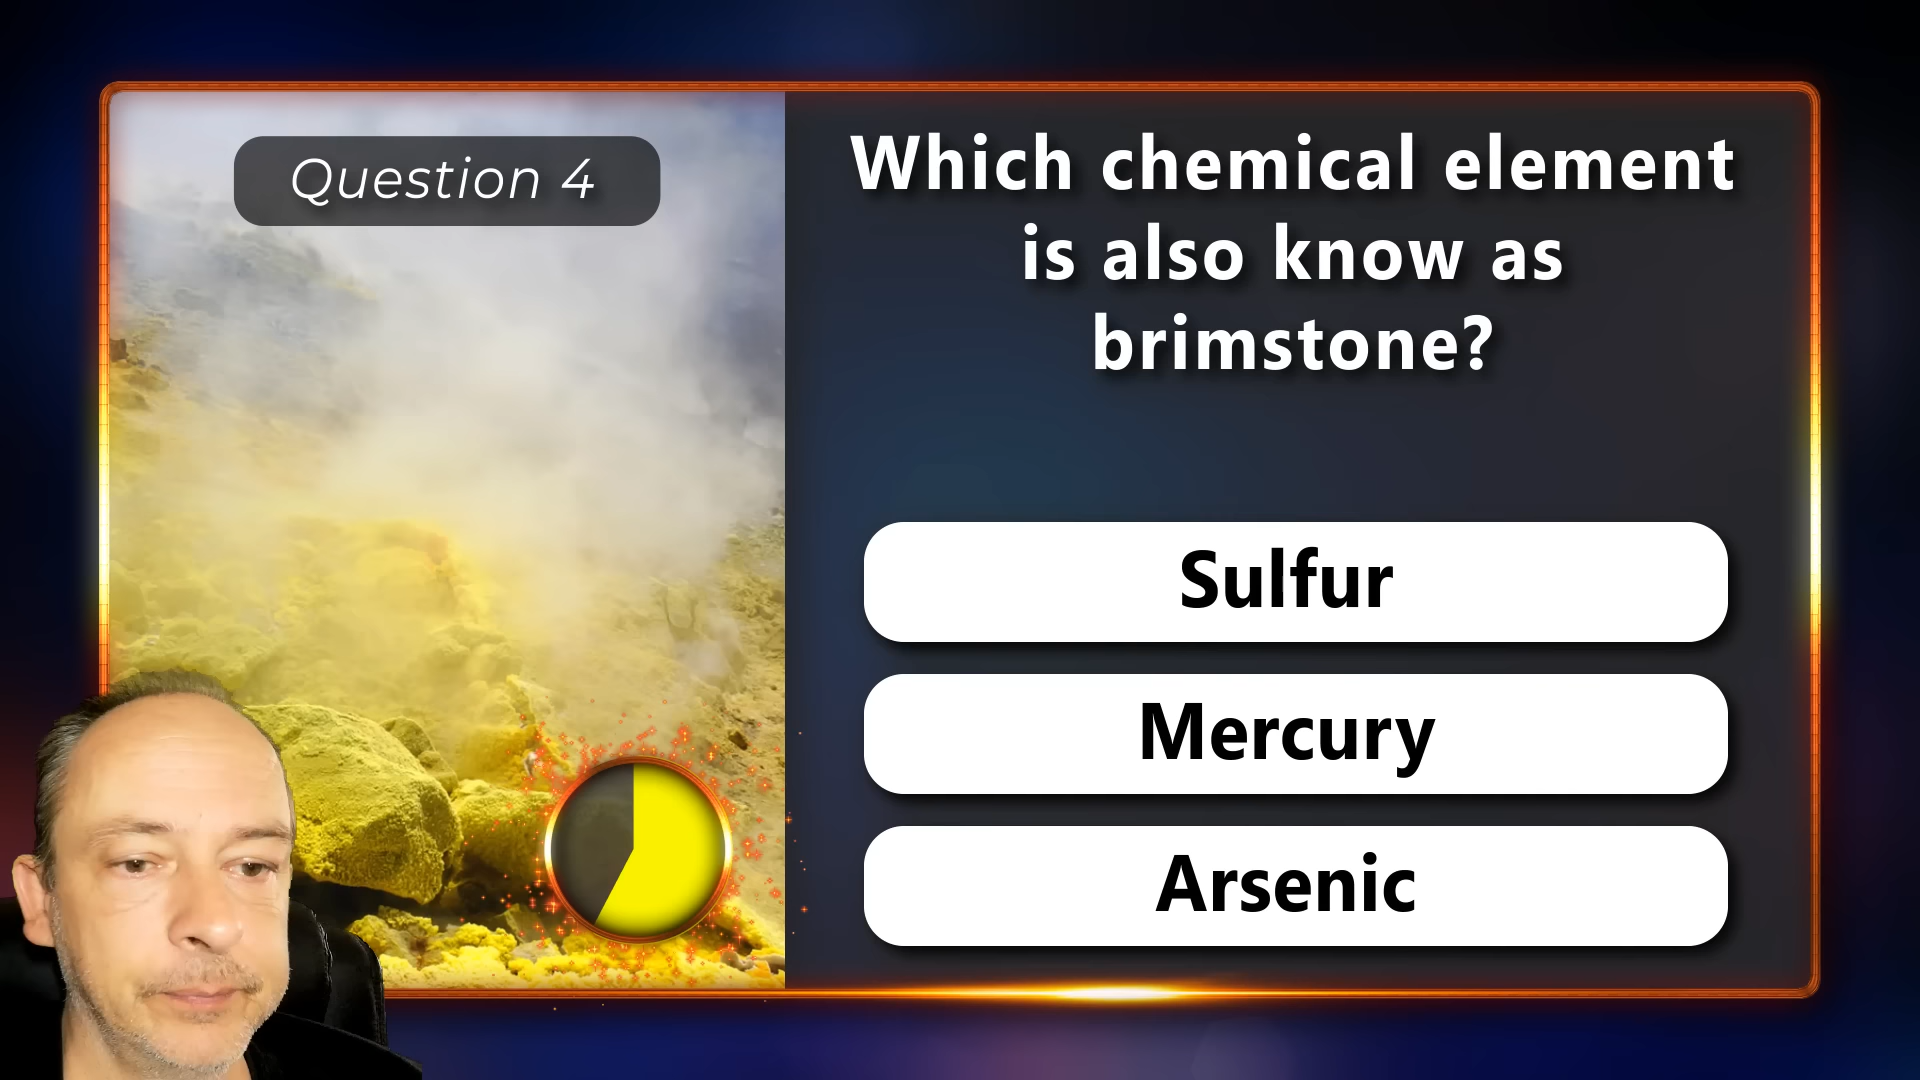 Question 4
Which chemical element
is also know as
brimstone?
Sulfur
Mercury
Arsenic